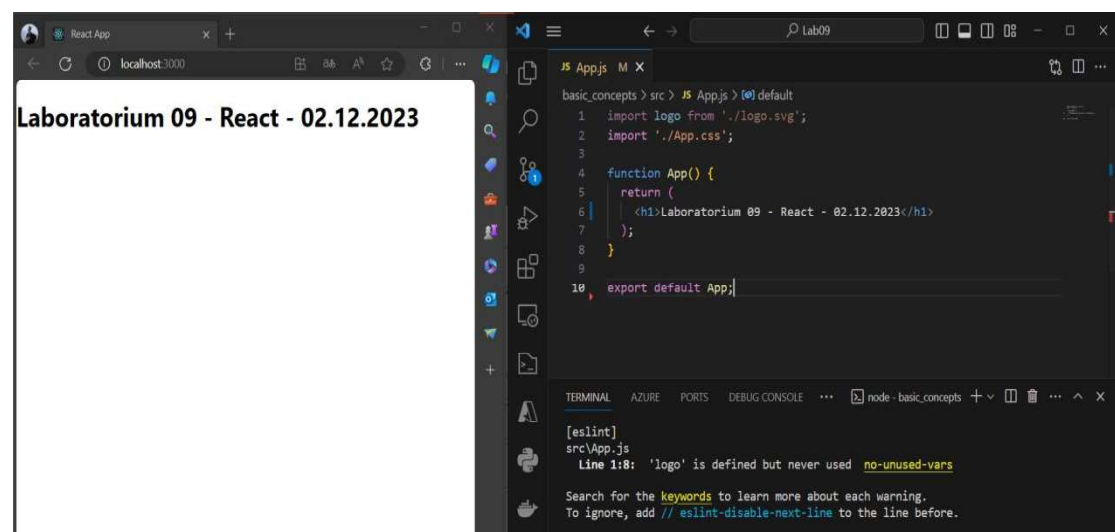 React App
localhost:3000
Laboratorium 09 - React - 02.12.2023
Lab09
JS App.js M X
basic_concepts > src > JS App.js > default
1 import logo from './logo.svg';
2 import './App.css';
3
4 function App() {
5 return (
6 <h1>Laboratorium 09 - React - 02.12.2023</h1>
7 );
8 }
9
10 export default App;
1
TERMINAL AZURE PORTS DEBUG CONSOLE ... node - basic_concepts
[eslint]
src\App.js
Line 1:8: 'logo' is defined but never used no-unused-vars
Search for the keywords to learn more about each warning.
To ignore, add // eslint-disable-next-line to the line before.